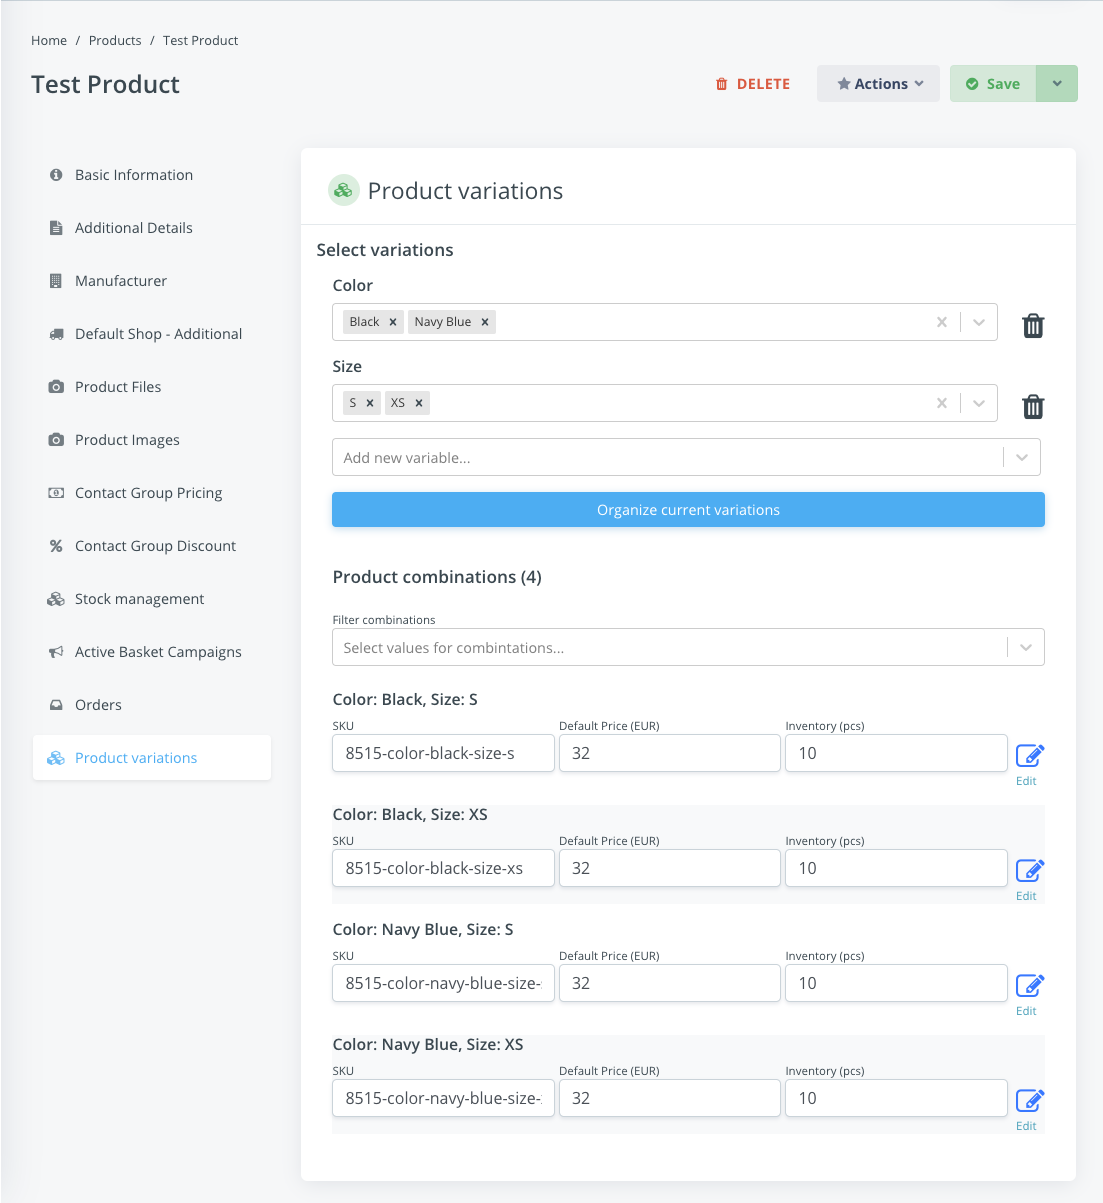 Home / Products / Test Product
Test Product
DELETE
Actions
Save
Basic Information
Additional Details
Manufacturer
Default Shop - Additional
Product Files
Product Images
Contact Group Pricing
Contact Group Discount
Stock management
Active Basket Campaigns
Orders
Product variations
Product variations
Select variations
Color
Black × Navy Blue ×
Size
S × XS ×
Add new variable...
Organize current variations
Product combinations (4)
Filter combinations
Select values for combintations...
Color: Black, Size: S
SKU Default Price (EUR) Inventory (pcs)
8515-color-black-size-s 32 10
Edit
Color: Black, Size: XS
SKU Default Price (EUR) Inventory (pcs)
8515-color-black-size-xs 32 10
Edit
Color: Navy Blue, Size: S
SKU Default Price (EUR) Inventory (pcs)
8515-color-navy-blue-size- 32 10
Edit
Color: Navy Blue, Size: XS
SKU Default Price (EUR) Inventory (pcs)
8515-color-navy-blue-size- 32 10
Edit